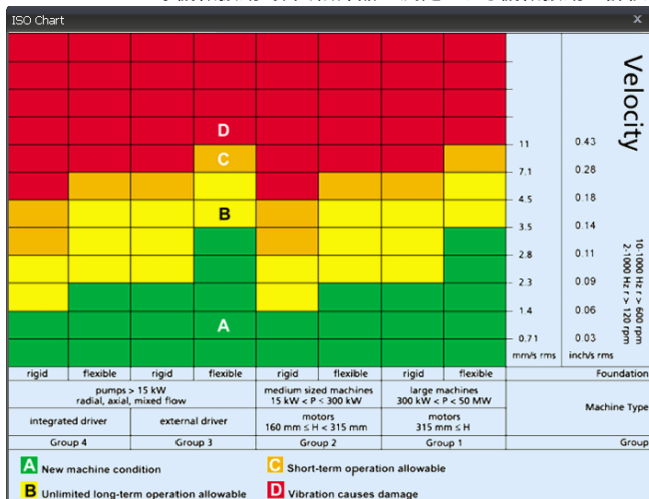 ISO Chart x
Velocity
D
C
B
A
11 0.43
7.1 0.28
4.5 0.18
3.5 0.14
2.8 0.11
2.3 0.09
1.4 0.06
0.71 0.03
mm/s rms inch/s rms
10-1000 Hz r > 600 rpm
2-1000 Hz r > 120 rpm
rigid flexible rigid flexible rigid flexible rigid flexible Foundation
pumps > 15 kW
radial, axial, mixed flow
medium sized machines
15 kW < P ≤ 300 kW
large machines
300 kW < P < 50 MW
Machine Type
integrated driver external driver
motors
160 mm ≤ H < 315 mm
motors
315 mm ≤ H
Group 4 Group 3 Group 2 Group 1 Group
A New machine condition
C Short-term operation allowable
B Unlimited long-term operation allowable
D Vibration causes damage